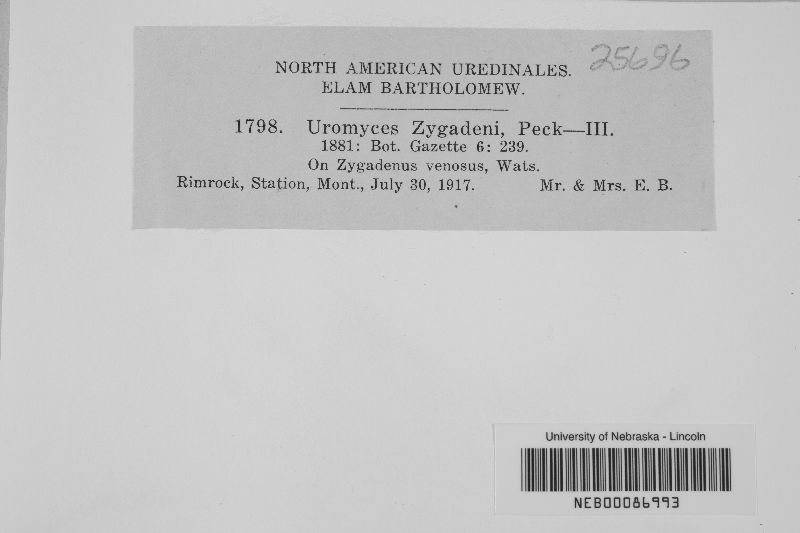 25696
NORTH AMERICAN UREDINALES.
ELAM BARTHOLOMEW.
1798. Uromyces Zygadeni, Peck—III.
1881: Bot. Gazette 6: 239.
On Zygadenus venosus, Wats.
Rimrock, Station, Mont., July 30, 1917. Mr. & Mrs. E. B.
University of Nebraska - Lincoln
NEB00086993